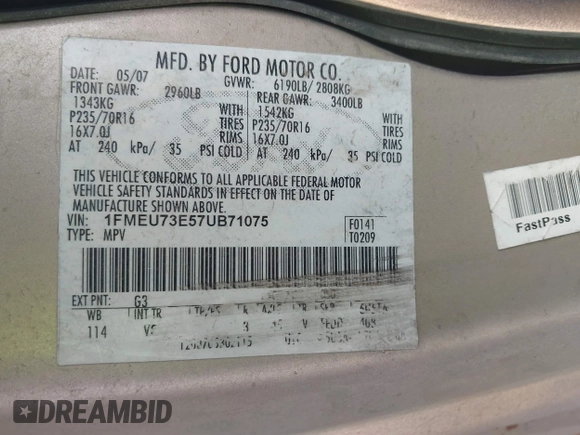 MFD. BY FORD MOTOR CO.
DATE: 05/07 GVWR: 6190LB/ 2808KG
FRONT GAWR: 2960LB REAR GAWR: 3400LB
1343KG WITH 1542KG WITH
P235/70R16 TIRES P235/70R16 TIRES
16X7.0J RIMS 16X7.0J RIMS
AT 240 kPa/ 35 PSI COLD AT 240 kPa/ 35 PSI COLD
THIS VEHICLE CONFORMS TO ALL APPLICABLE FEDERAL MOTOR
VEHICLE SAFETY STANDARDS IN EFFECT ON THE DATE OF
MANUFACTURE SHOWN ABOVE.
VIN: 1FMEU73E57UB71075 F0141
TYPE: MPV T0209
EXT PNT: G3
WB INT TR
114
FastPass
DREAMBID